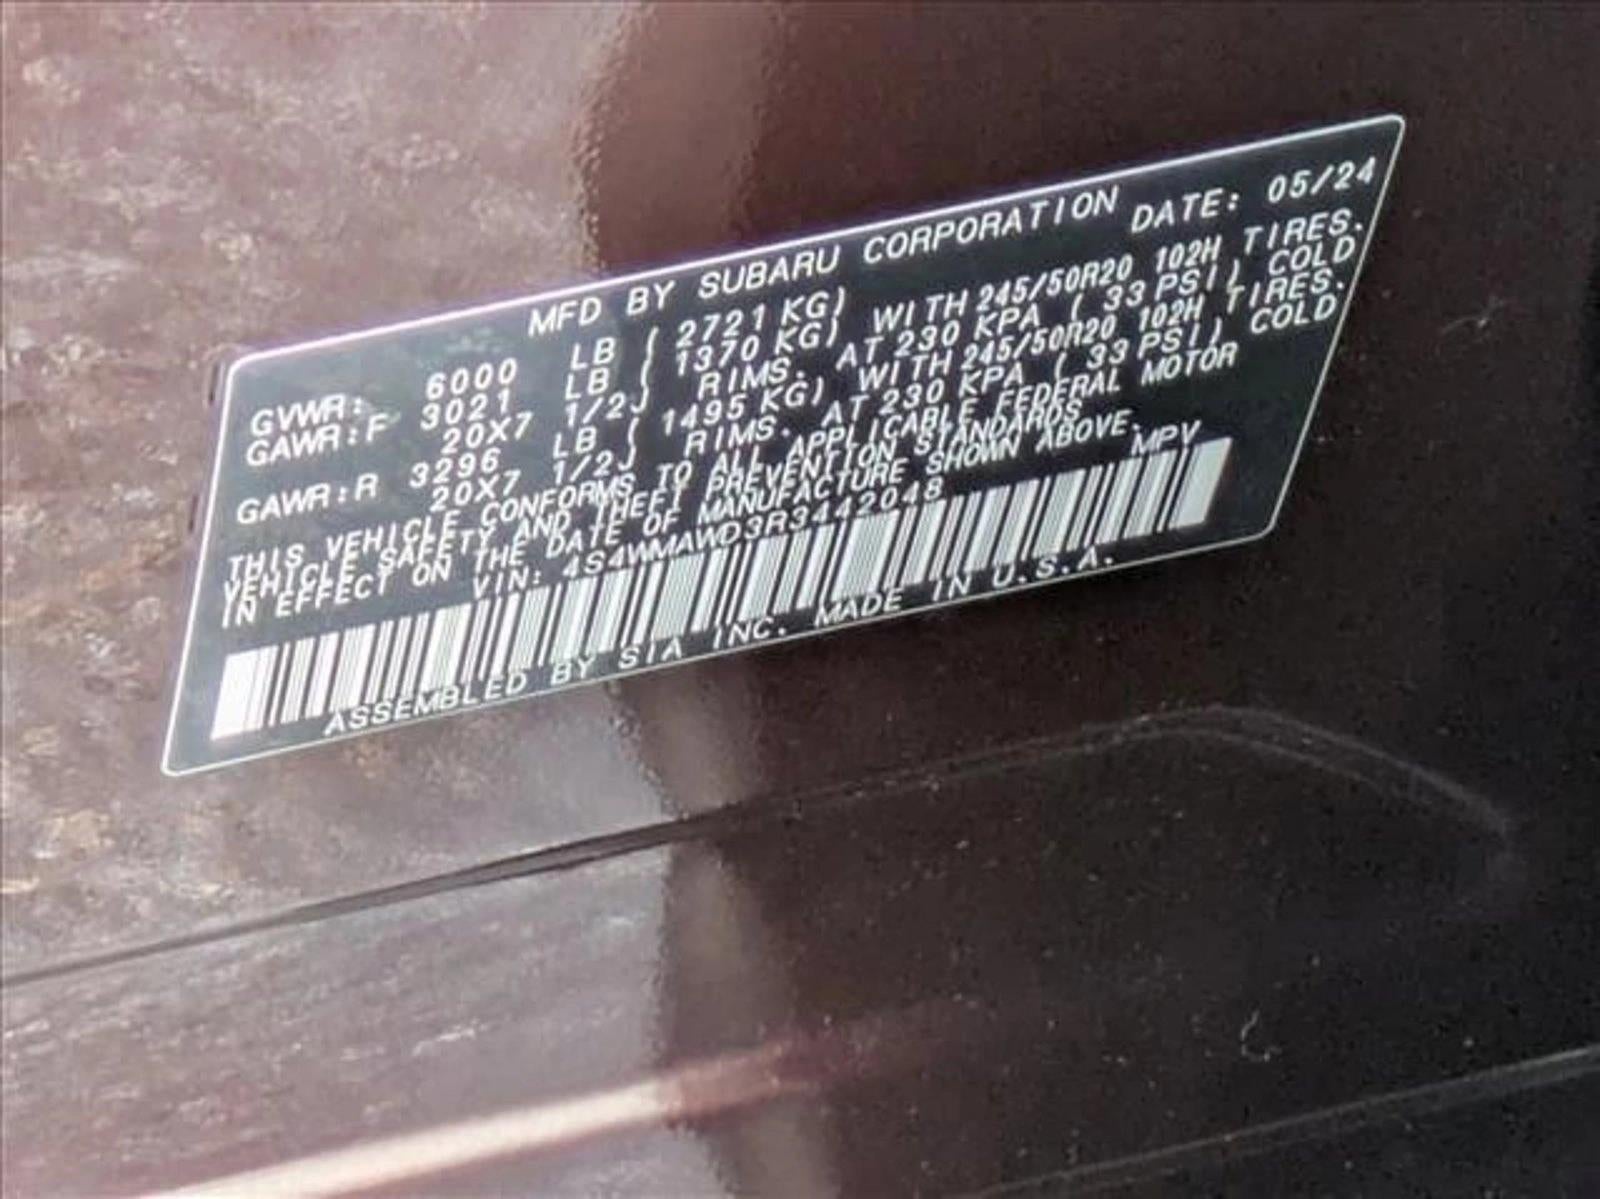 MFD BY SUBARU CORPORATION
DATE: 05/24
GVWR: 6000 LB ( 2721 KG)
GAWR:F 3021 LB ( 1370 KG) WITH 245/50R20 102H TIRES.
20X7 1/2J RIMS. AT 230 KPA ( 33 PSI) COLD
GAWR:R 3296 LB ( 1495 KG) WITH 245/50R20 102H TIRES.
20X7 1/2J RIMS. AT 230 KPA ( 33 PSI) COLD
THIS VEHICLE CONFORMS TO ALL APPLICABLE FEDERAL MOTOR
VEHICLE SAFETY AND THEFT PREVENTION STANDARDS
IN EFFECT ON THE DATE OF MANUFACTURE SHOWN ABOVE.
VIN: 4S4WMAWD3R3442048 MPV
ASSEMBLED BY SIA INC. MADE IN U.S.A.